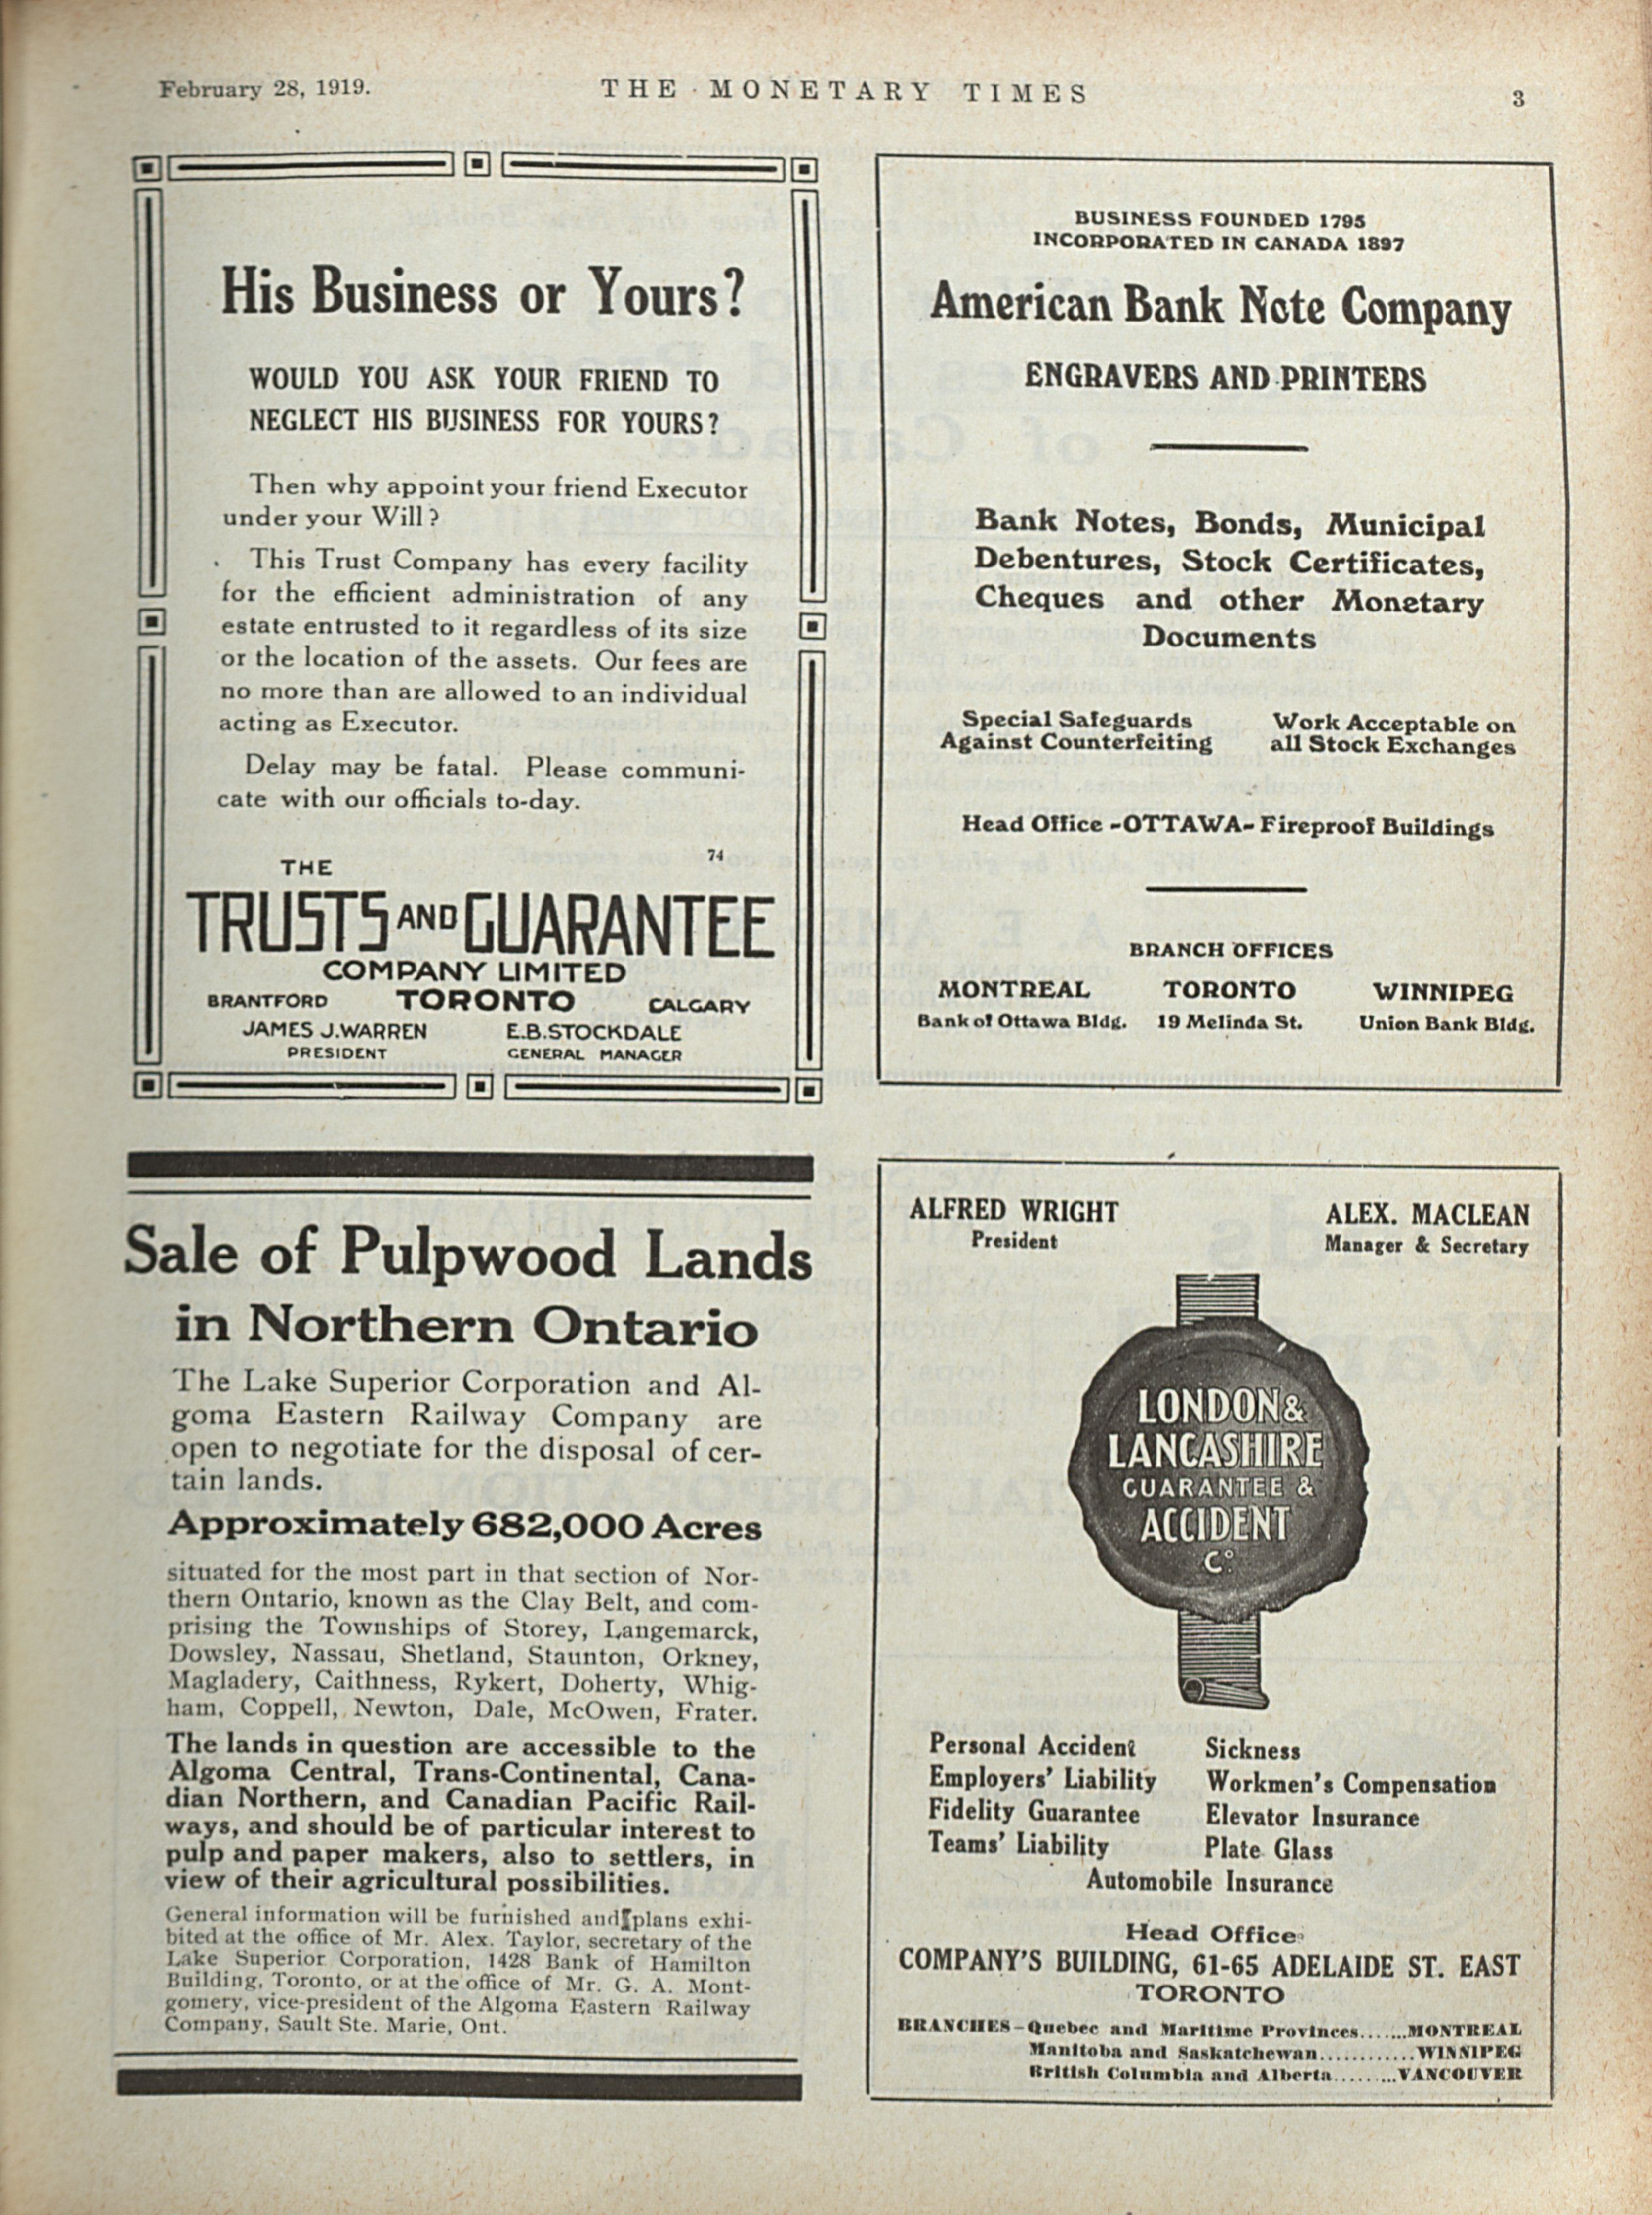 February 28, 1919.
THE MONETARY TIMES
3
His Business or Yours?
WOULD YOU ASK YOUR FRIEND TO
NEGLECT HIS BUSINESS FOR YOURS?
Then why appoint your friend Executor
under your Will?
This Trust Company has every facility
for the efficient administration of any
estate entrusted to it regardless of its size
or the location of the assets. Our fees are
no more than are allowed to an individual
acting as Executor.
Delay may be fatal. Please communi-
cate with our officials to-day.
74
THE
TRUSTS AND GUARANTEE
COMPANY LIMITED
BRANTFORD TORONTO CALGARY
JAMES J. WARREN E.B. STOCKDALE
PRESIDENT GENERAL MANAGER
BUSINESS FOUNDED 1795
INCORPORATED IN CANADA 1897
American Bank Note Company
ENGRAVERS AND PRINTERS
Bank Notes, Bonds, Municipal
Debentures, Stock Certificates,
Cheques and other Monetary
Documents
Special Safeguards Work Acceptable on
Against Counterfeiting all Stock Exchanges
Head Office -OTTAWA- Fireproof Buildings
BRANCH OFFICES
MONTREAL TORONTO WINNIPEG
Bank of Ottawa Bldg. 19 Melinda St. Union Bank Bldg.
Sale of Pulpwood Lands
in Northern Ontario
The Lake Superior Corporation and Al-
goma Eastern Railway Company are
open to negotiate for the disposal of cer-
tain lands.
Approximately 682,000 Acres
situated for the most part in that section of Nor-
thern Ontario, known as the Clay Belt, and com-
prising the Townships of Storey, Langemarck,
Dowsley, Nassau, Shetland, Staunton, Orkney,
Magladery, Caithness, Rykert, Doherty, Whig-
ham, Coppell, Newton, Dale, McOwen, Frater.
The lands in question are accessible to the
Algoma Central, Trans-Continental, Cana-
dian Northern, and Canadian Pacific Rail-
ways, and should be of particular interest to
pulp and paper makers, also to settlers, in
view of their agricultural possibilities.
General information will be furnished and plans exhi-
bited at the office of Mr. Alex. Taylor, secretary of the
Lake Superior Corporation, 1428 Bank of Hamilton
Building, Toronto, or at the office of Mr. G. A. Mont-
gomery, vice-president of the Algoma Eastern Railway
Company, Sault Ste. Marie, Ont.
ALFRED WRIGHT ALEX. MACLEAN
President Manager & Secretary
LONDON &
LANCASHIRE
GUARANTEE &
ACCIDENT
Co.
Personal Accident Sickness
Employers' Liability Workmen's Compensation
Fidelity Guarantee Elevator Insurance
Teams' Liability Plate Glass
Automobile Insurance
Head Office:
COMPANY'S BUILDING, 61-65 ADELAIDE ST. EAST
TORONTO
BRANCHES—Quebec and Maritime Provinces.......MONTREAL
Manitoba and Saskatchewan............WINNIPEG
British Columbia and Alberta.........VANCOUVER